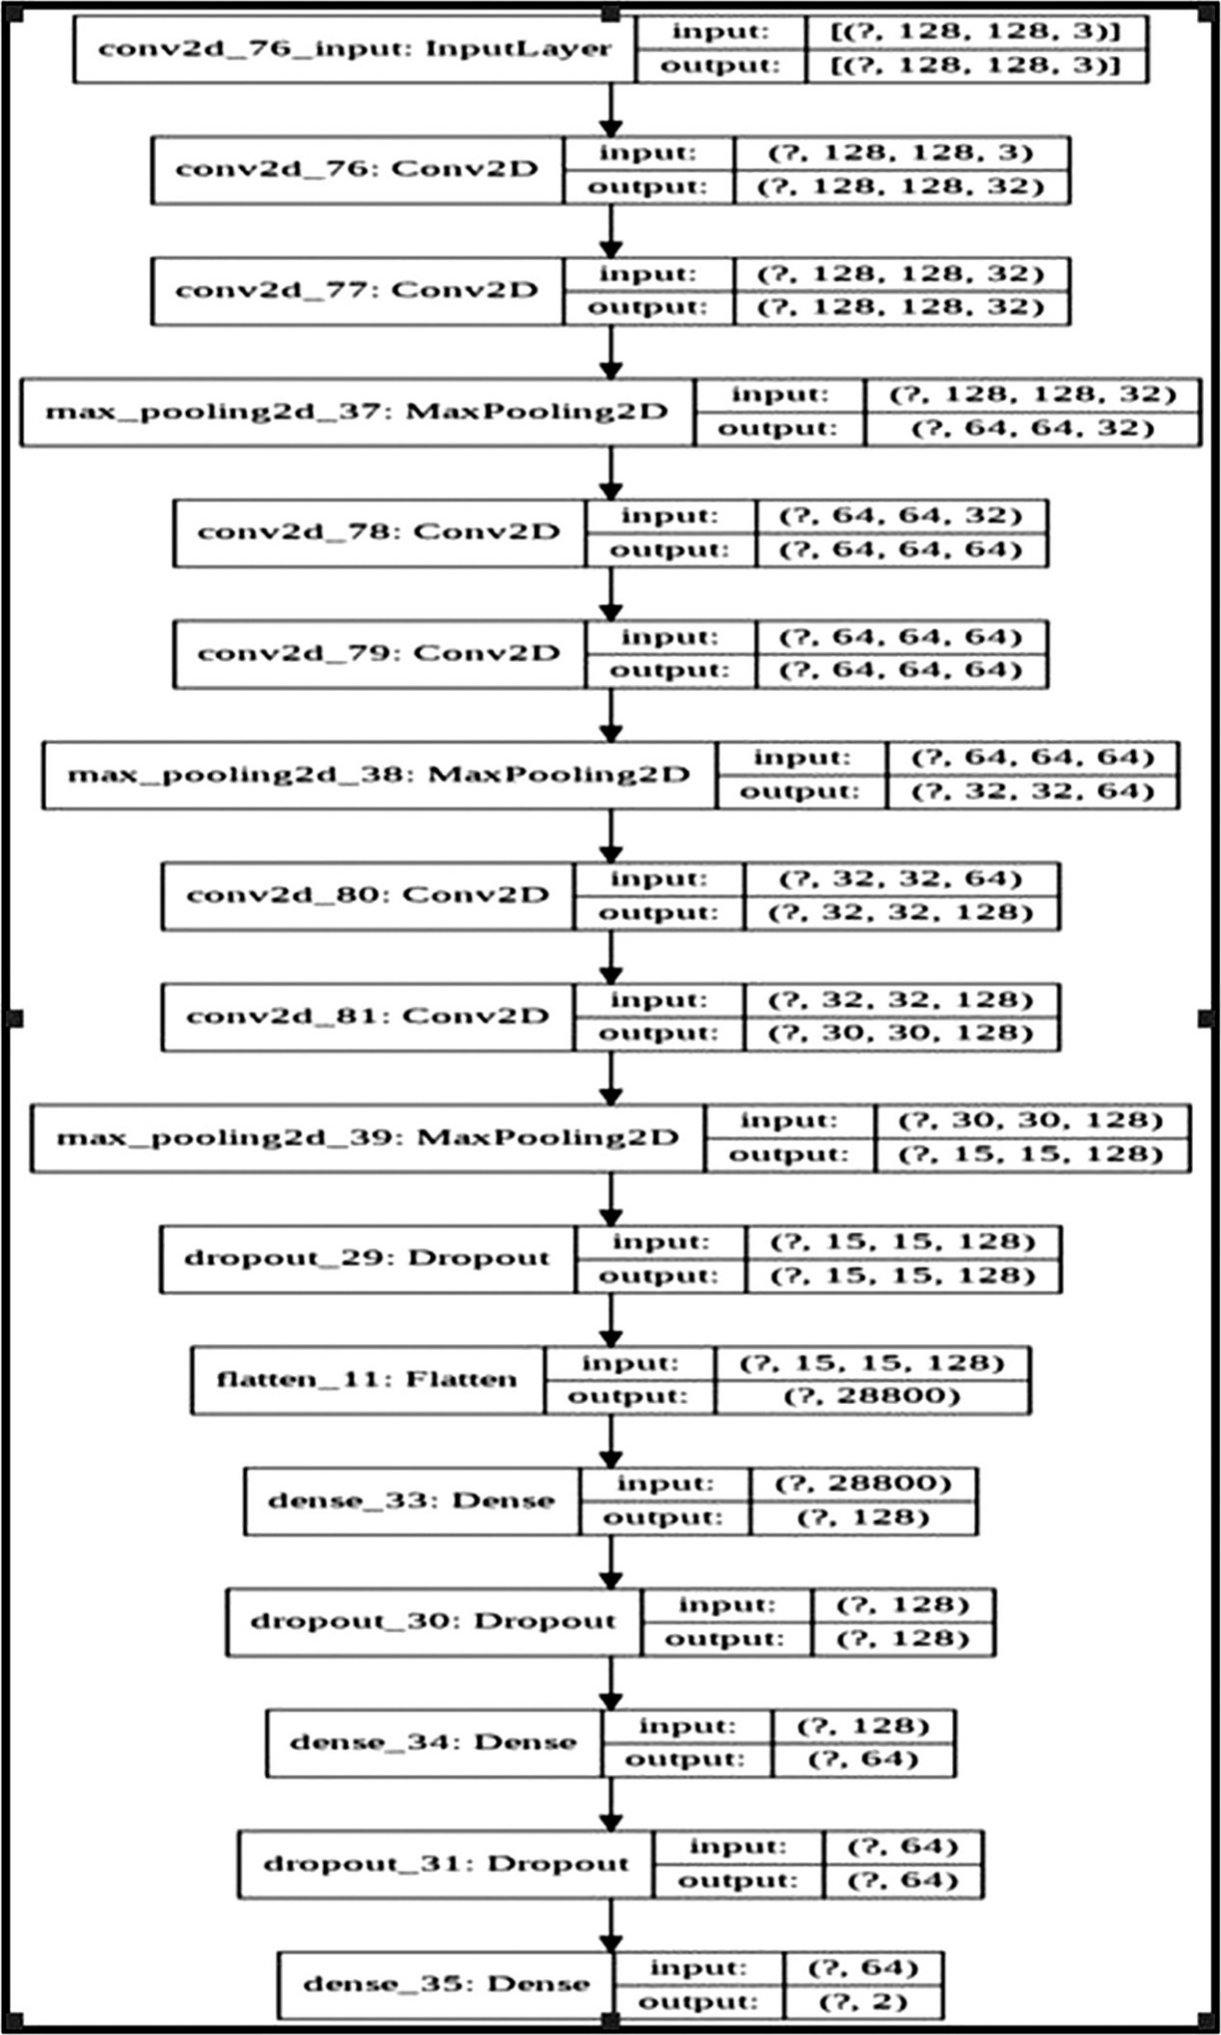 conv2d_76_input: InputLayer
input: [(?, 128, 128, 3)]
output: [(?, 128, 128, 3)]
conv2d_76: Conv2D
input: (?, 128, 128, 3)
output: (?, 128, 128, 32)
conv2d_77: Conv2D
input: (?, 128, 128, 32)
output: (?, 128, 128, 32)
max_pooling2d_37: MaxPooling2D
input: (?, 128, 128, 32)
output: (?, 64, 64, 32)
conv2d_78: Conv2D
input: (?, 64, 64, 32)
output: (?, 64, 64, 64)
conv2d_79: Conv2D
input: (?, 64, 64, 64)
output: (?, 64, 64, 64)
max_pooling2d_38: MaxPooling2D
input: (?, 64, 64, 64)
output: (?, 32, 32, 64)
conv2d_80: Conv2D
input: (?, 32, 32, 64)
output: (?, 32, 32, 128)
conv2d_81: Conv2D
input: (?, 32, 32, 128)
output: (?, 30, 30, 128)
max_pooling2d_39: MaxPooling2D
input: (?, 30, 30, 128)
output: (?, 15, 15, 128)
dropout_29: Dropout
input: (?, 15, 15, 128)
output: (?, 15, 15, 128)
flatten_11: Flatten
input: (?, 15, 15, 128)
output: (?, 28800)
dense_33: Dense
input: (?, 28800)
output: (?, 128)
dropout_30: Dropout
input: (?, 128)
output: (?, 128)
dense_34: Dense
input: (?, 128)
output: (?, 64)
dropout_31: Dropout
input: (?, 64)
output: (?, 64)
dense_35: Dense
input: (?, 64)
output: (?, 2)